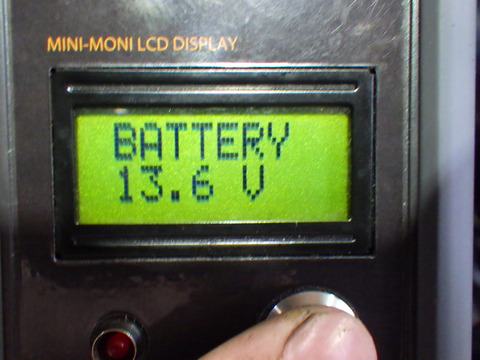 MINI-MONI LCD DISPLAY
BATTERY
13.6 V